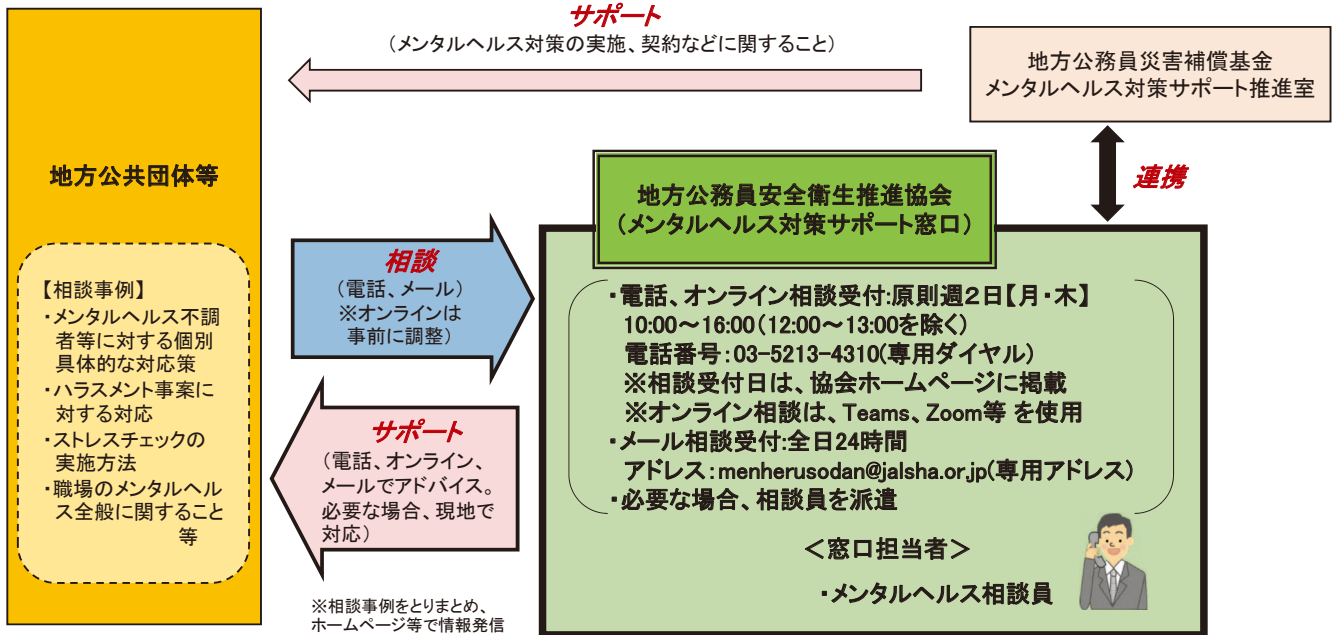 サポート
(メンタルヘルス対策の実施、契約などに関すること)
地方公務員災害補償基金
メンタルヘルス対策サポート推進室
連携
地方公共団体等
【相談事例】
・メンタルヘルス不調
者等に対する個別
具体的な対応策
・ハラスメント事案に
対する対応
・ストレスチェックの
実施方法
・職場のメンタルヘル
ス全般に関すること
等
相談
(電話、メール)
※オンラインは
事前に調整)
サポート
(電話、オンライン、
メールでアドバイス。
必要な場合、現地で
対応)
※相談事例をとりまとめ、
ホームページ等で情報発信
地方公務員安全衛生推進協会
(メンタルヘルス対策サポート窓口)
・電話、オンライン相談受付:原則週2日【月・木】
10:00~16:00(12:00~13:00を除く)
電話番号:03-5213-4310(専用ダイヤル)
※相談受付日は、協会ホームページに掲載
※オンライン相談は、Teams、Zoom等 を使用
・メール相談受付:全日24時間
アドレス:menherusodan@jalsha.or.jp(専用アドレス)
・必要な場合、相談員を派遣
<窓口担当者>
・メンタルヘルス相談員